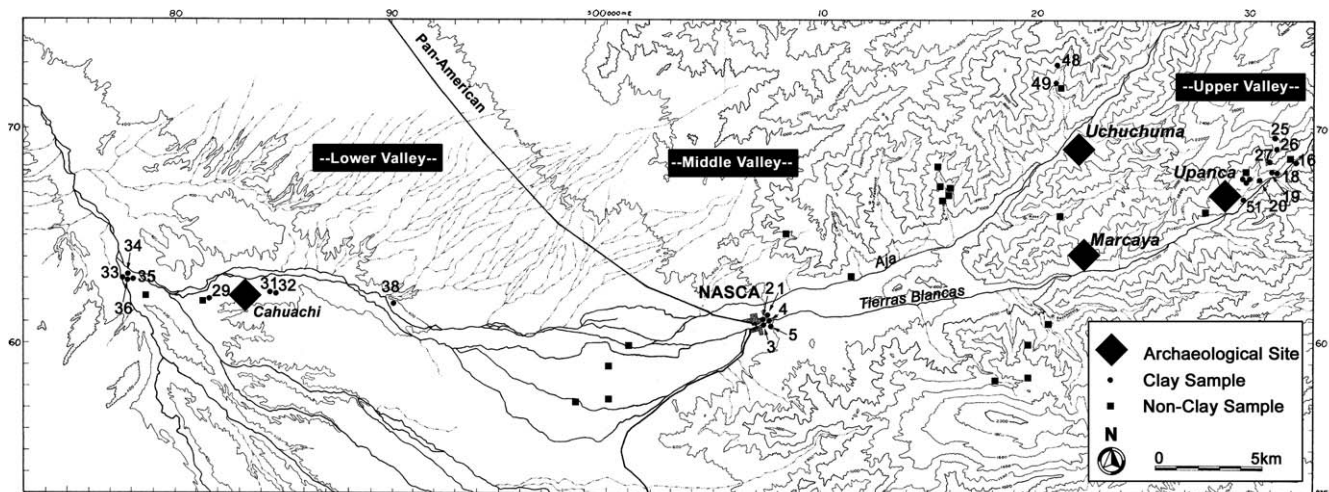 80
90
500000mE
10
20
30
Pan-American
48
49
--Upper Valley--
70
70
25
26
27
16
Uchuchuma
--Lower Valley--
--Middle Valley--
Upanca
18
19
20
51
Marcaya
34
33
35
36
29
31 32
Cahuachi
38
Aja
NASCA
21
4
5
3
Tierras Blancas
60
60
Archaeological Site
Clay Sample
Non-Clay Sample
N
0 5km